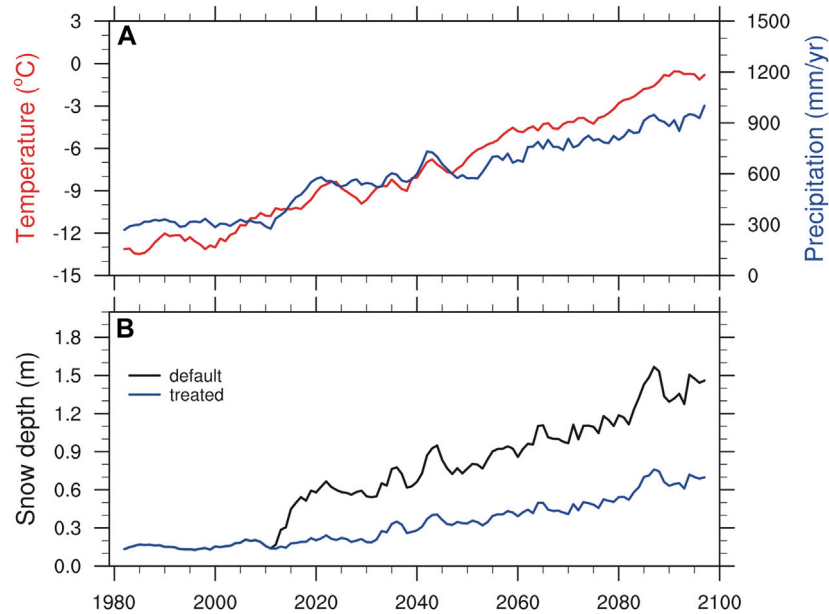 A
Temperature (°C)
3
0
-3
-6
-9
-12
-15
1500
1200
900
600
300
0
Precipitation (mm/yr)
B
Snow depth (m)
1.8
1.5
1.2
0.9
0.6
0.3
0.0
default
treated
1980 2000 2020 2040 2060 2080 2100